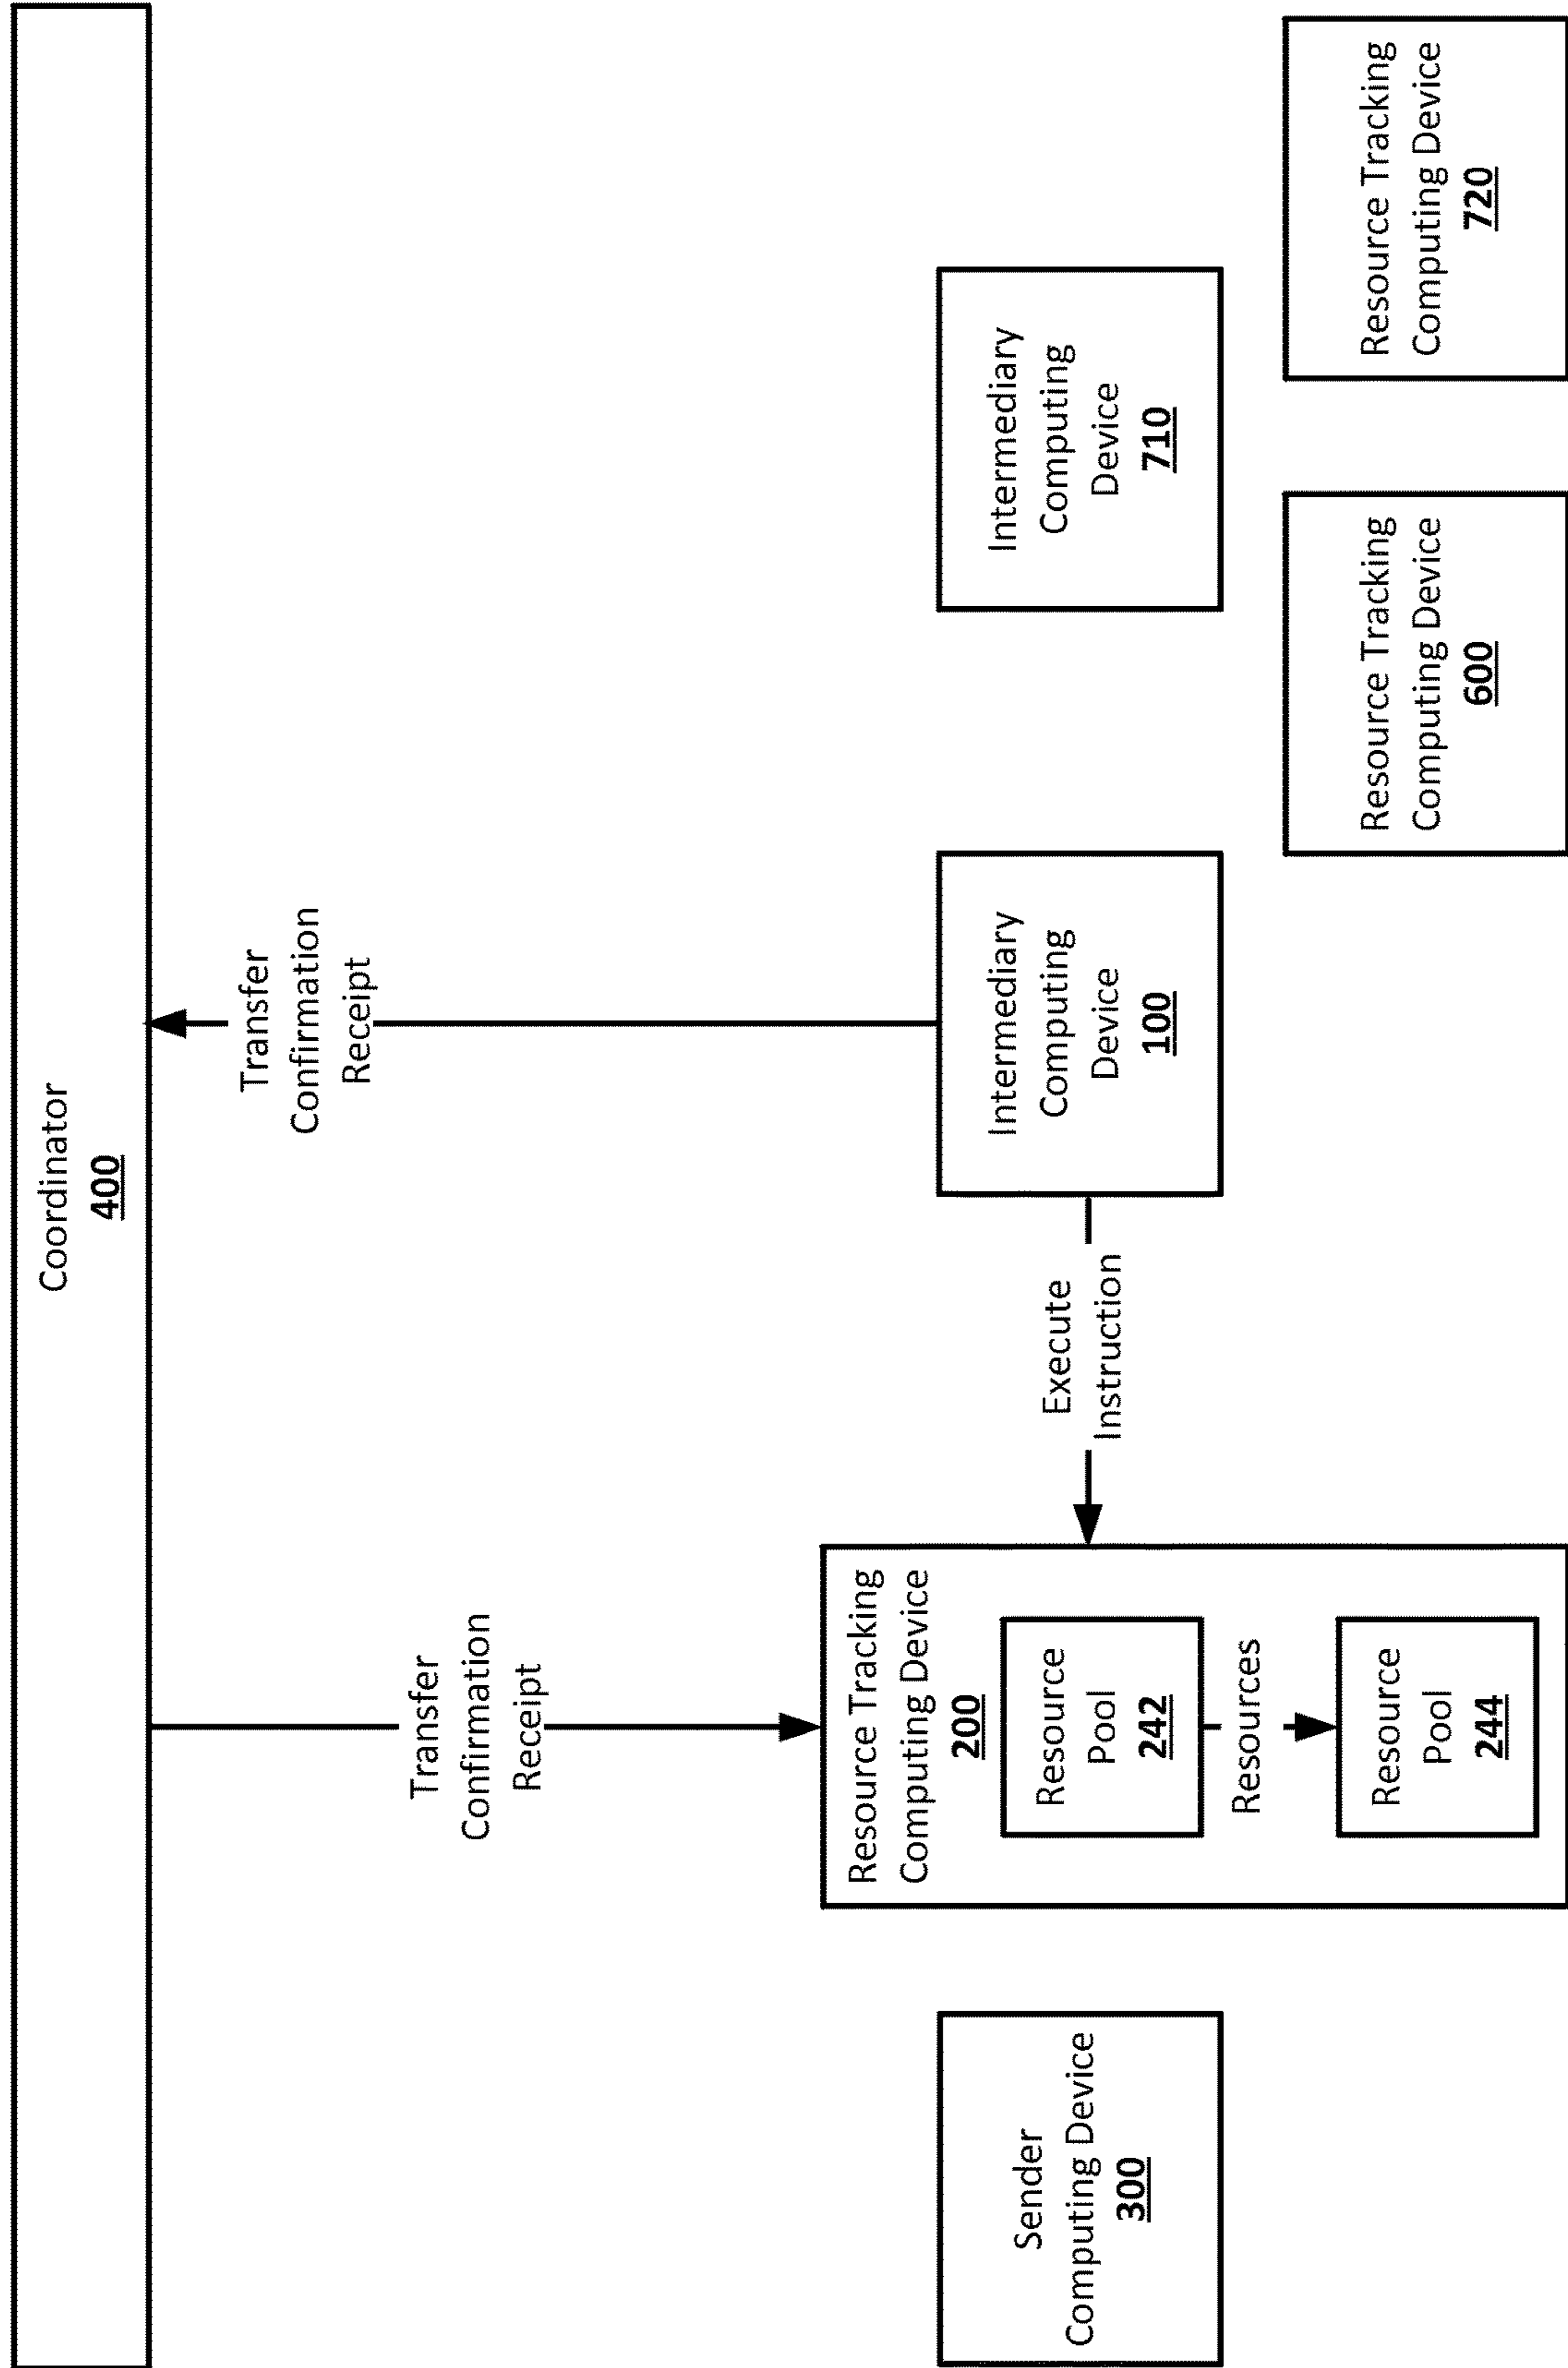 Coordinator
400
Transfer
Confirmation
Receipt
Transfer
Confirmation
Receipt
Sender
Computing Device
300
Resource Tracking
Computing Device
200
Resource
Pool
242
Resources
Resource
Pool
244
Execute
Instruction
Intermediary
Computing
Device
100
Intermediary
Computing
Device
710
Resource Tracking
Computing Device
600
Resource Tracking
Computing Device
720